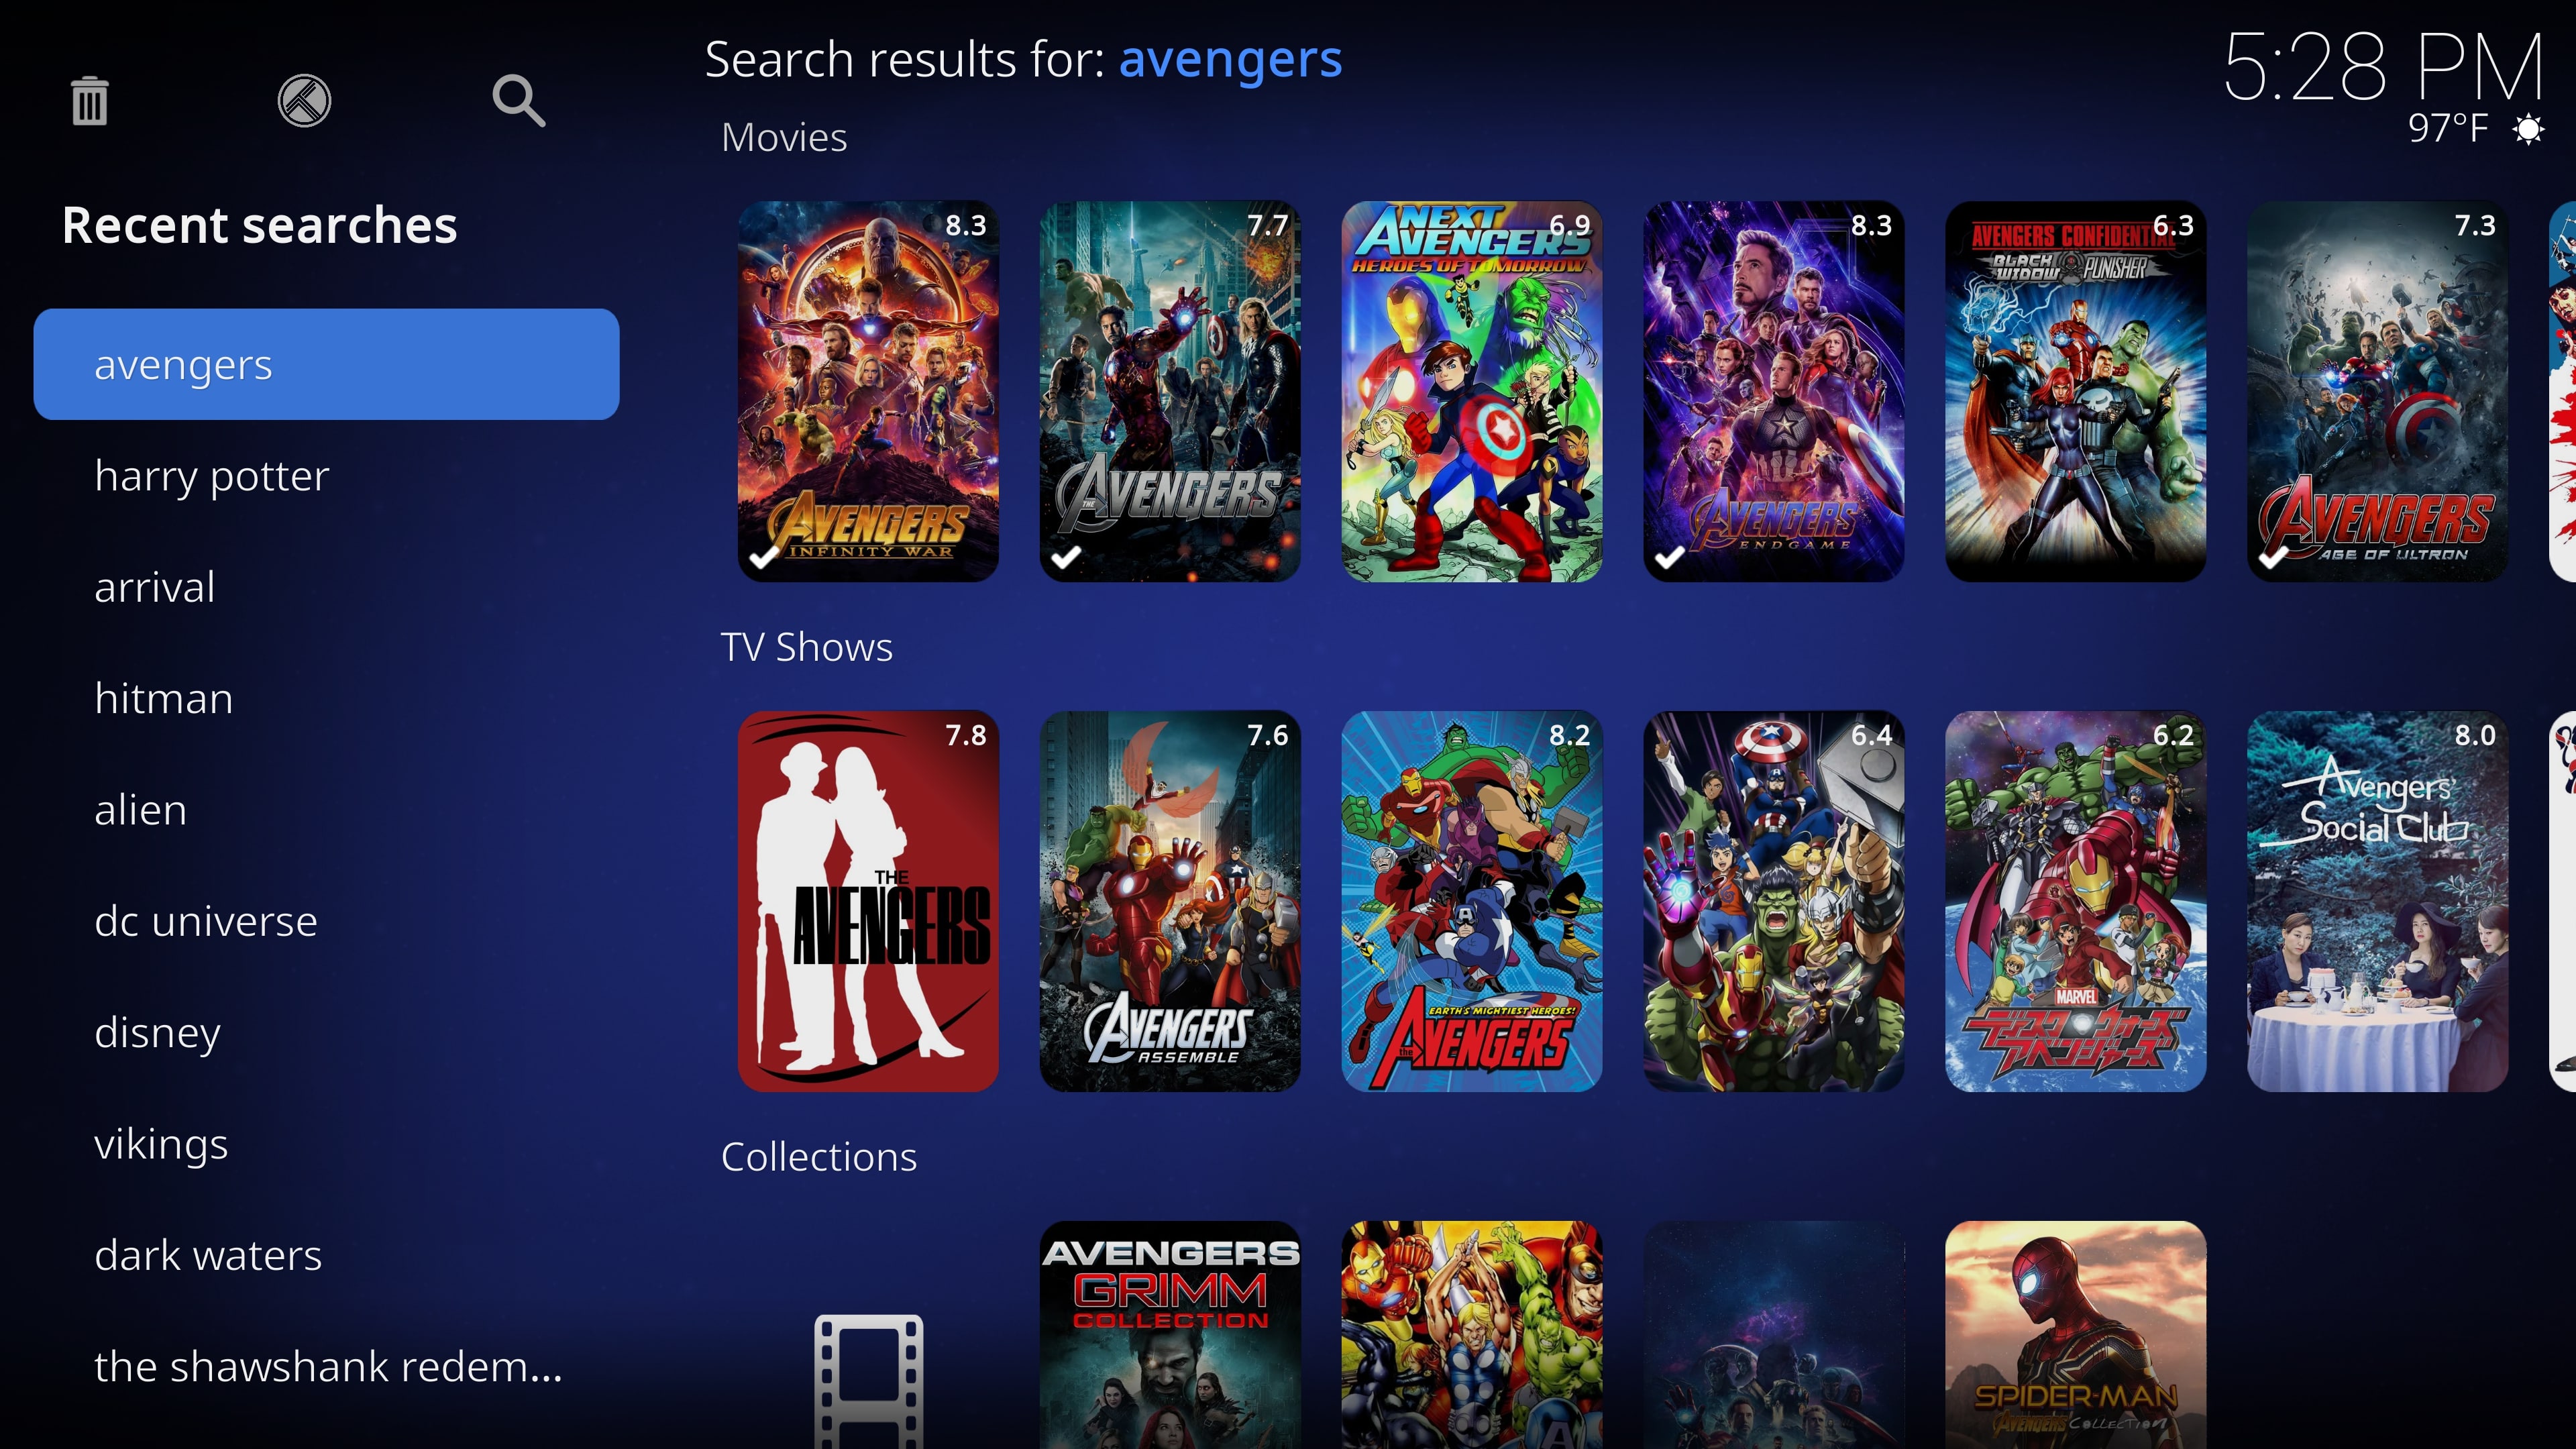 Search results for: avengers
5:28 PM
97°F
Movies
Recent searches
avengers
harry potter
arrival
hitman
alien
dc universe
disney
vikings
dark waters
the shawshank redem...
8.3
AVENGERS
INFINITY WAR
7.7
THE AVENGERS
6.9
NEXT
AVENGERS
HEROES OF TOMORROW
8.3
AVENGERS
ENDGAME
6.3
AVENGERS CONFIDENTIAL
BLACK WIDOW PUNISHER
7.3
AVENGERS
AGE OF ULTRON
TV Shows
7.8
THE
AVENGERS
7.6
AVENGERS
ASSEMBLE
8.2
EARTH'S MIGHTIEST HEROES!
the AVENGERS
6.4
6.2
MARVEL
ディスク・ウォーズ
アベンジャーズ
8.0
Avengers'
Social Club
Collections
AVENGERS
GRIMM
COLLECTION
SPIDER-MAN
AVENGERS COLLECTION